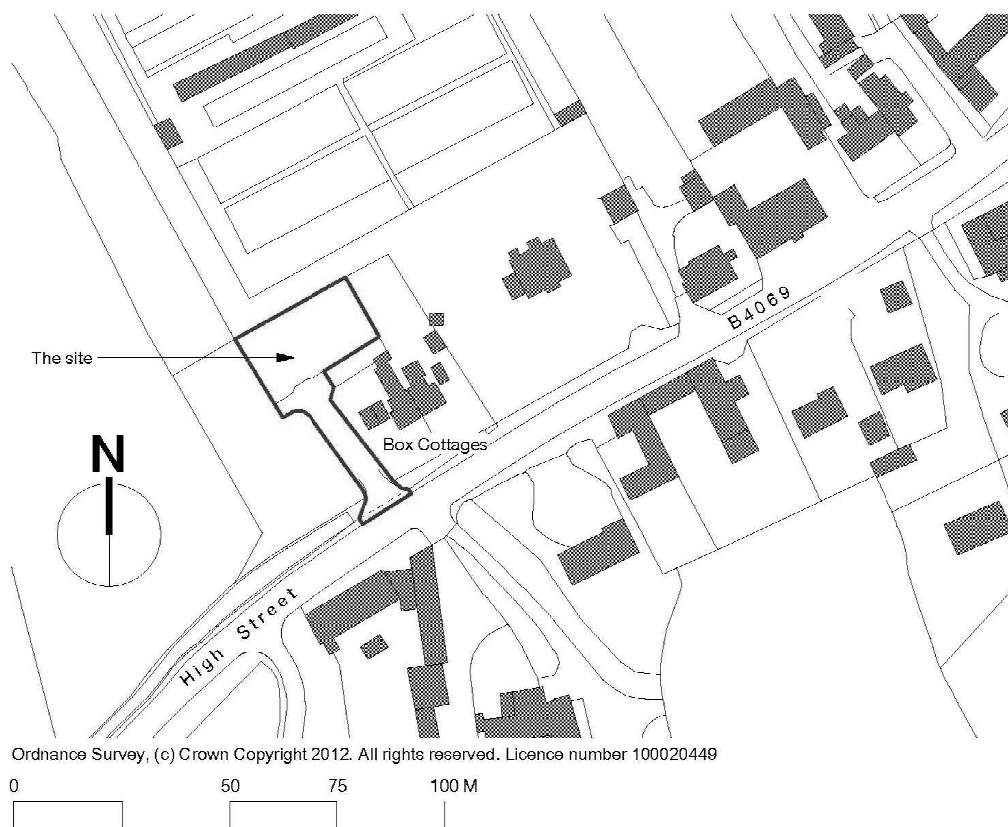 B4069
The site
Box Cottages
N
High Street
Ordnance Survey, (c) Crown Copyright 2012. All rights reserved. Licence number 100020449
0 50 75 100 M